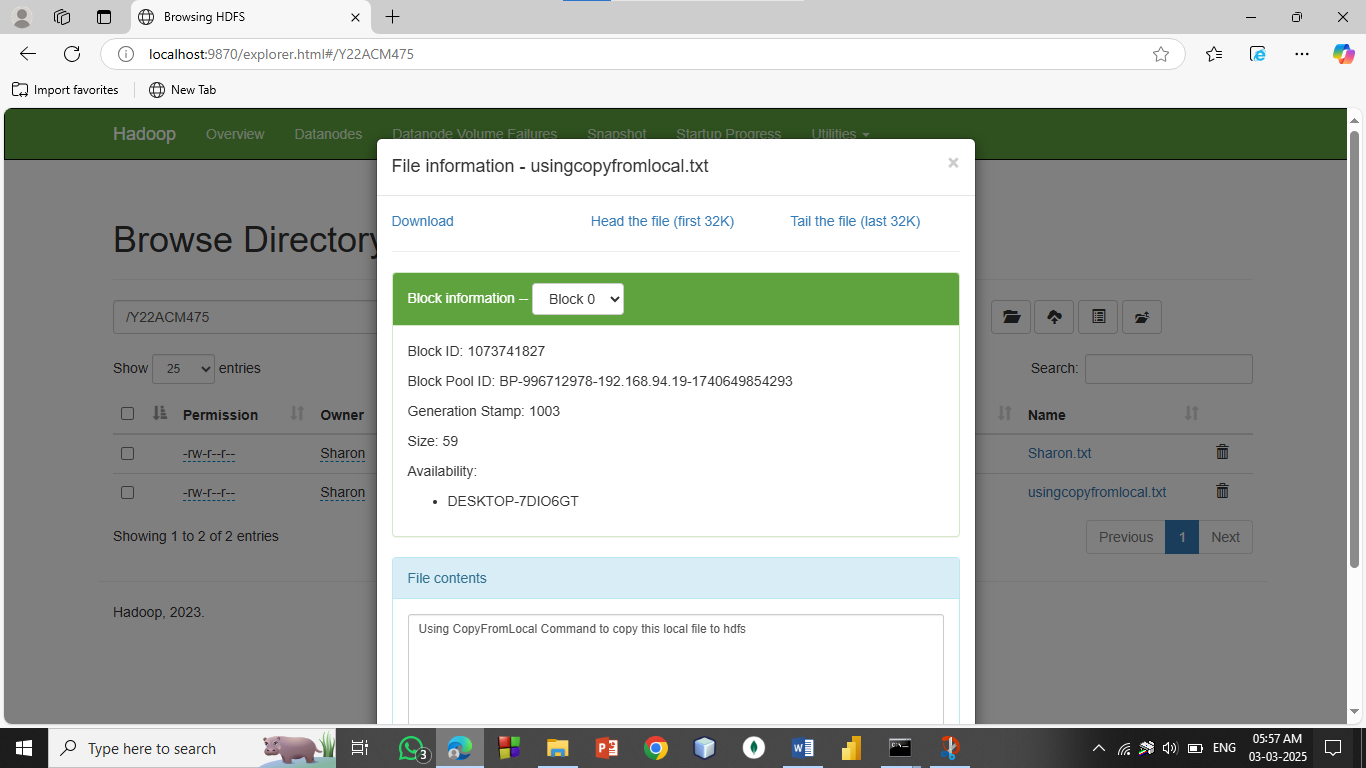 Browsing HDFS
localhost:9870/explorer.html#/Y22ACM475
Import favorites
New Tab
Hadoop Overview Datanodes Datanode Volume Failures Snapshot Startup Progress Utilities
File information - usingcopyfromlocal.txt ×
Download Head the file (first 32K) Tail the file (last 32K)
Browse Directory
Block information -- Block 0
/Y22ACM475
Block ID: 1073741827
Show 25 entries
Search:
Block Pool ID: BP-996712978-192.168.94.19-1740649854293
Generation Stamp: 1003
Permission Owner Name
Size: 59
-rw-r--r-- Sharon Sharon.txt
Availability:
-rw-r--r-- Sharon usingcopyfromlocal.txt
• DESKTOP-7DIO6GT
Showing 1 to 2 of 2 entries
Previous 1 Next
File contents
Hadoop, 2023.
Using CopyFromLocal Command to copy this local file to hdfs
Type here to search
3
ENG
05:57 AM
03-03-2025